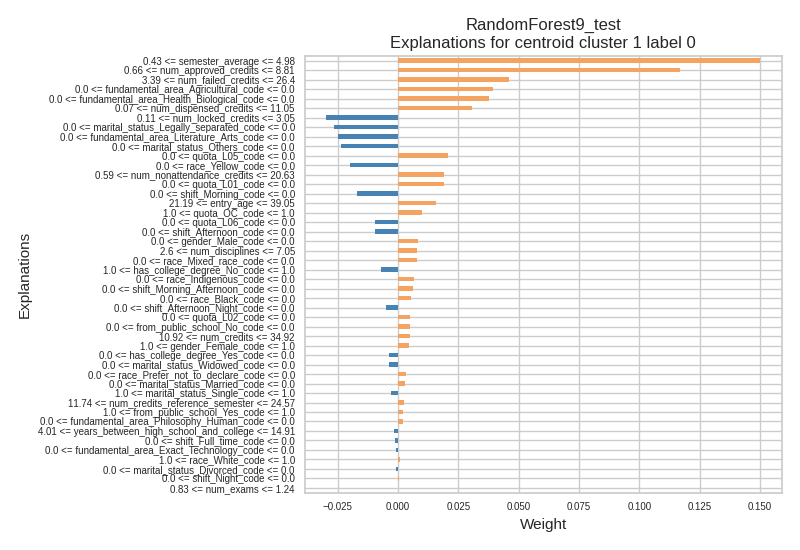 RandomForest9_test
Explanations for centroid cluster 1 label 0
Explanations
0.43 <= semester_average <= 4.98
0.66 <= num_approved_credits <= 8.81
3.39 <= num_failed_credits <= 26.4
0.0 <= fundamental_area_Agricultural_code <= 0.0
0.0 <= fundamental_area_Health_Biological_code <= 0.0
0.07 <= num_dispensed_credits <= 11.05
0.11 <= num_locked_credits <= 3.05
0.0 <= marital_status_Legally_separated_code <= 0.0
0.0 <= fundamental_area_Literature_Arts_code <= 0.0
0.0 <= marital_status_Others_code <= 0.0
0.0 <= quota_L05_code <= 0.0
0.0 <= race_Yellow_code <= 0.0
0.59 <= num_nonattendance_credits <= 20.63
0.0 <= quota_L01_code <= 0.0
0.0 <= shift_Morning_code <= 0.0
21.19 <= entry_age <= 39.05
1.0 <= quota_OC_code <= 1.0
0.0 <= quota_L06_code <= 0.0
0.0 <= shift_Afternoon_code <= 0.0
0.0 <= gender_Male_code <= 0.0
2.6 <= num_disciplines <= 7.05
0.0 <= race_Mixed_race_code <= 0.0
1.0 <= has_college_degree_No_code <= 1.0
0.0 <= race_Indigenous_code <= 0.0
0.0 <= shift_Morning_Afternoon_code <= 0.0
0.0 <= race_Black_code <= 0.0
0.0 <= shift_Afternoon_Night_code <= 0.0
0.0 <= quota_L02_code <= 0.0
0.0 <= from_public_school_No_code <= 0.0
10.92 <= num_credits <= 34.92
1.0 <= gender_Female_code <= 1.0
0.0 <= has_college_degree_Yes_code <= 0.0
0.0 <= marital_status_Widowed_code <= 0.0
0.0 <= race_Prefer_not_to_declare_code <= 0.0
0.0 <= marital_status_Married_code <= 0.0
1.0 <= marital_status_Single_code <= 1.0
11.74 <= num_credits_reference_semester <= 24.57
1.0 <= from_public_school_Yes_code <= 1.0
0.0 <= fundamental_area_Philosophy_Human_code <= 0.0
4.01 <= years_between_high_school_and_college <= 14.91
0.0 <= shift_Full_time_code <= 0.0
0.0 <= fundamental_area_Exact_Technology_code <= 0.0
1.0 <= race_White_code <= 1.0
0.0 <= marital_status_Divorced_code <= 0.0
0.0 <= shift_Night_code <= 0.0
0.83 <= num_exams <= 1.24
−0.025 0.000 0.025 0.050 0.075 0.100 0.125 0.150
Weight